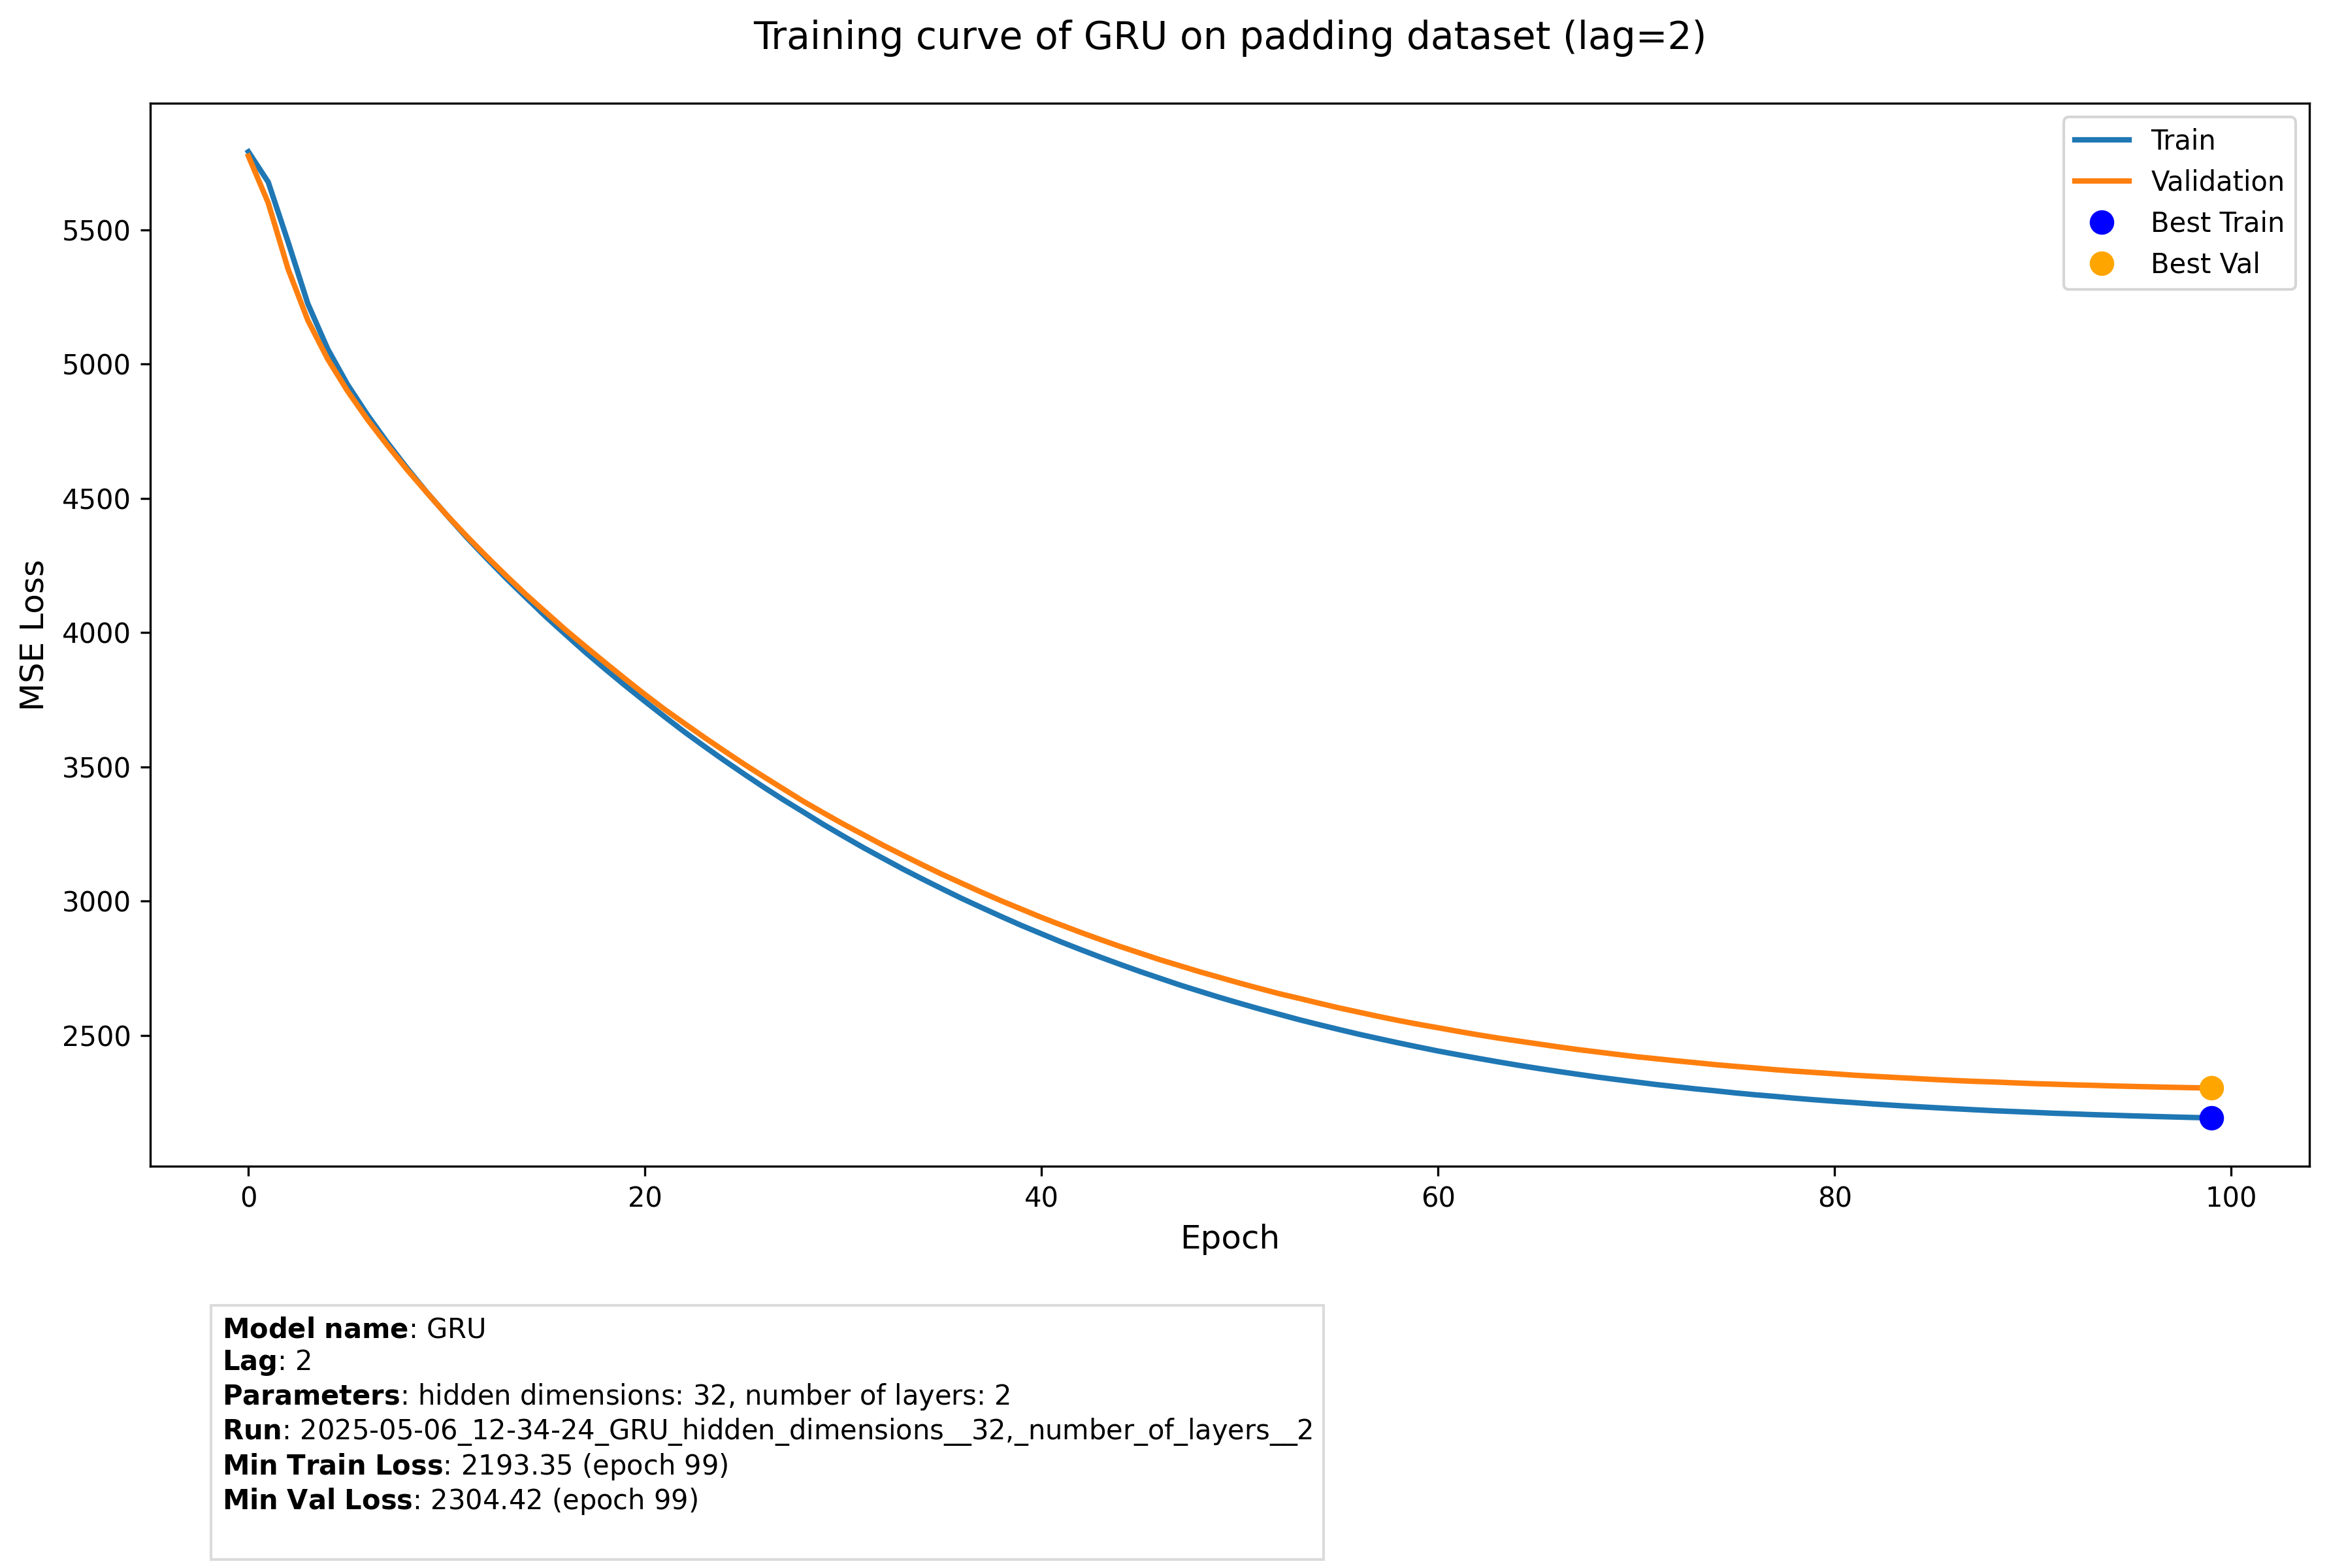 Training curve of GRU on padding dataset (lag=2)
Train
Validation
Best Train
Best Val
MSE Loss
5500
5000
4500
4000
3500
3000
2500
0
20
40
60
80
100
Epoch
Model name: GRU
Lag: 2
Parameters: hidden dimensions: 32, number of layers: 2
Run: 2025-05-06_12-34-24_GRU_hidden_dimensions__32,_number_of_layers__2
Min Train Loss: 2193.35 (epoch 99)
Min Val Loss: 2304.42 (epoch 99)